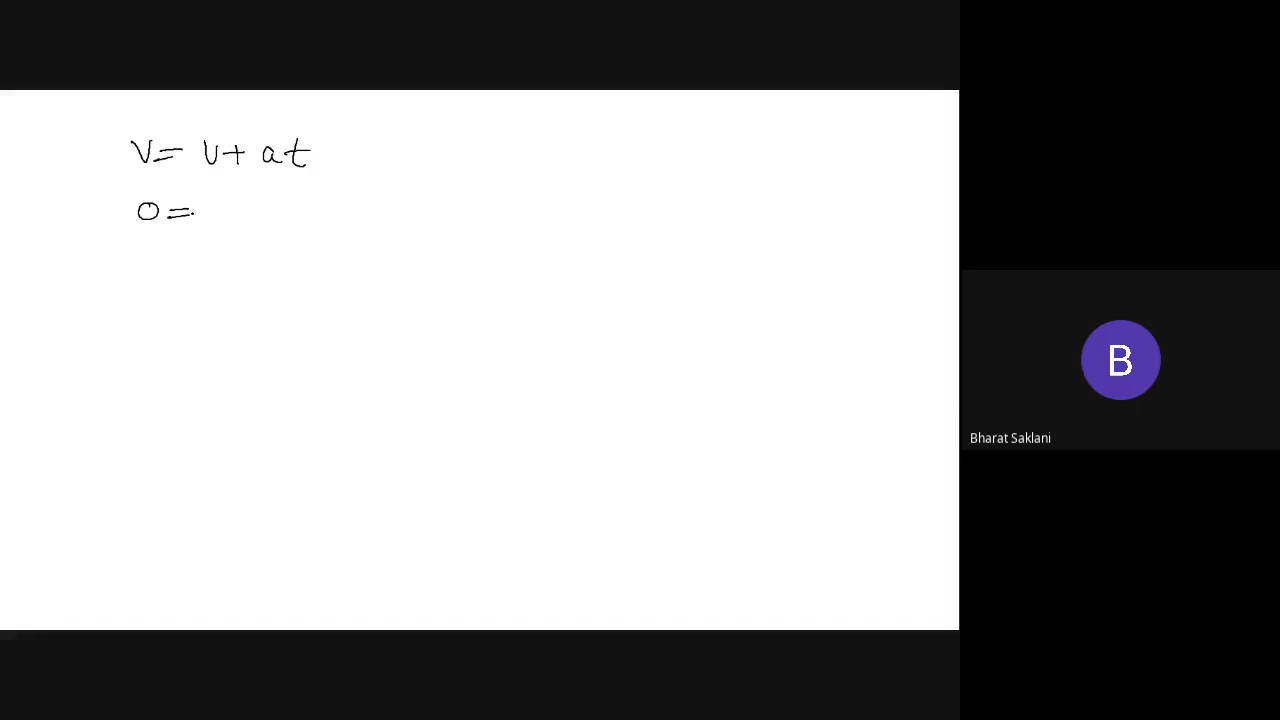 v = u + at
0 =
B
Bharat Saklani